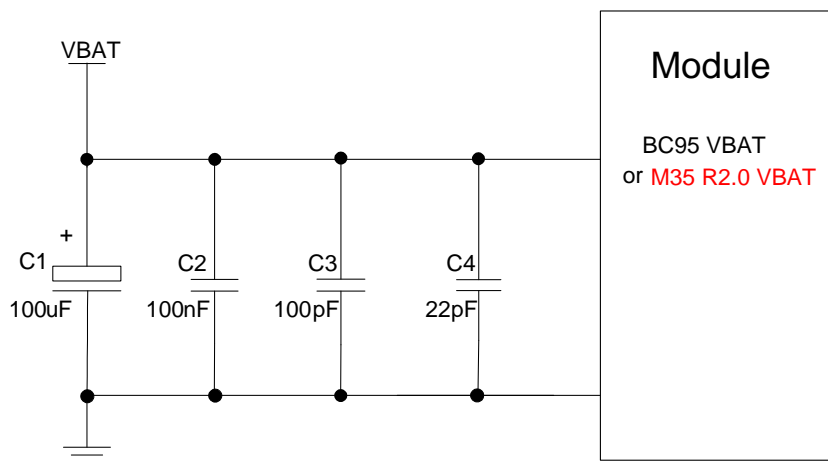 VBAT
Module
BC95 VBAT
or M35 R2.0 VBAT
+
C1
100uF
C2
100nF
C3
100pF
C4
22pF